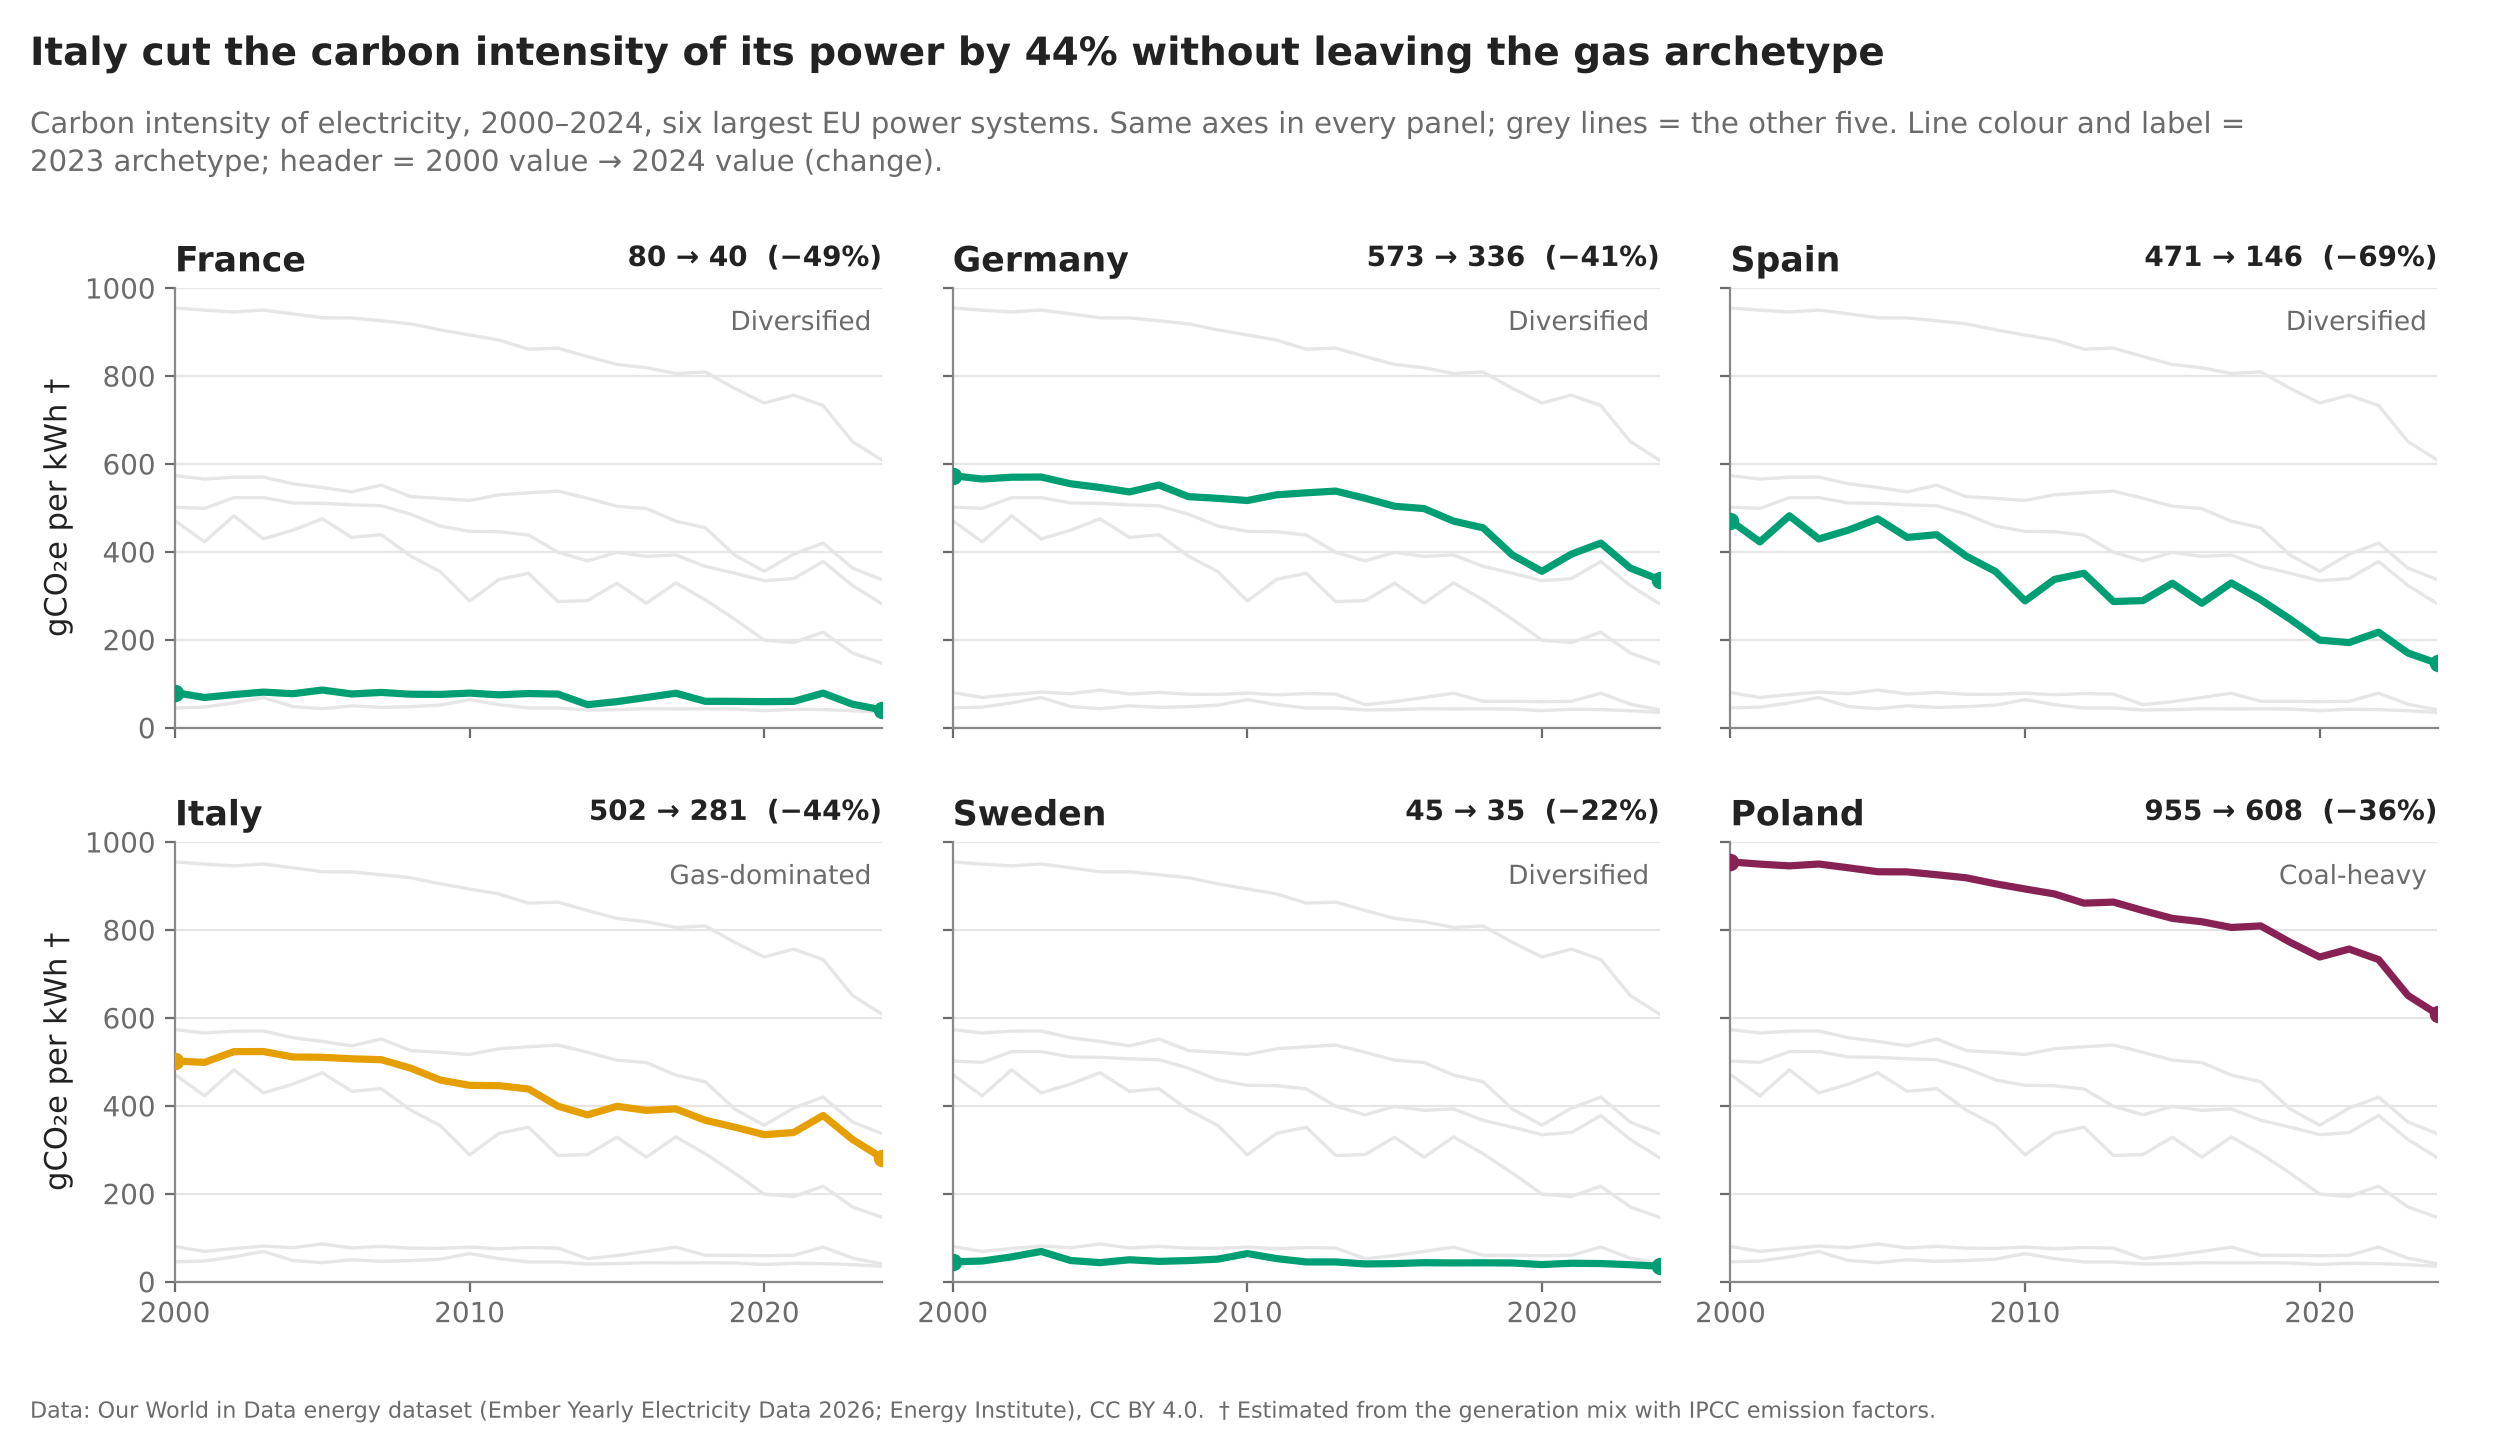 Italy cut the carbon intensity of its power by 44% without leaving the gas archetype
Carbon intensity of electricity, 2000–2024, six largest EU power systems. Same axes in every panel; grey lines = the other five. Line colour and label =
2023 archetype; header = 2000 value → 2024 value (change).
France 80 → 40 (−49%)
Germany 573 → 336 (−41%)
Spain 471 → 146 (−69%)
Diversified
Diversified
Diversified
gCO₂e per kWh †
1000
800
600
400
200
0
Italy 502 → 281 (−44%)
Sweden 45 → 35 (−22%)
Poland 955 → 608 (−36%)
Gas-dominated
Diversified
Coal-heavy
gCO₂e per kWh †
1000
800
600
400
200
0
2000 2010 2020
2000 2010 2020
2000 2010 2020
Data: Our World in Data energy dataset (Ember Yearly Electricity Data 2026; Energy Institute), CC BY 4.0. † Estimated from the generation mix with IPCC emission factors.